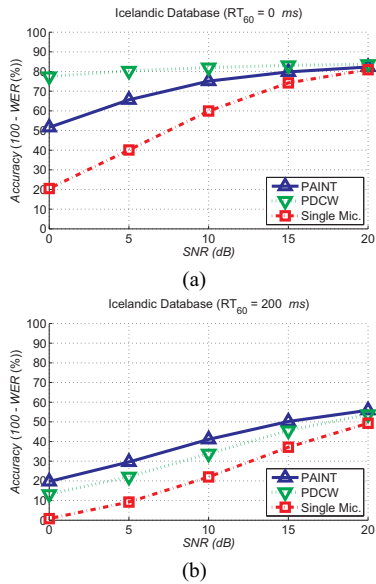 Icelandic Database (RT60 = 0 ms)
Accuracy (100 - WER (%))
100
90
80
70
60
50
40
30
20
10
0
PAINT
PDCW
Single Mic.
0 5 10 15 20
SNR (dB)
(a)
Icelandic Database (RT60 = 200 ms)
Accuracy (100 - WER (%))
100
90
80
70
60
50
40
30
20
10
0
PAINT
PDCW
Single Mic.
0 5 10 15 20
SNR (dB)
(b)